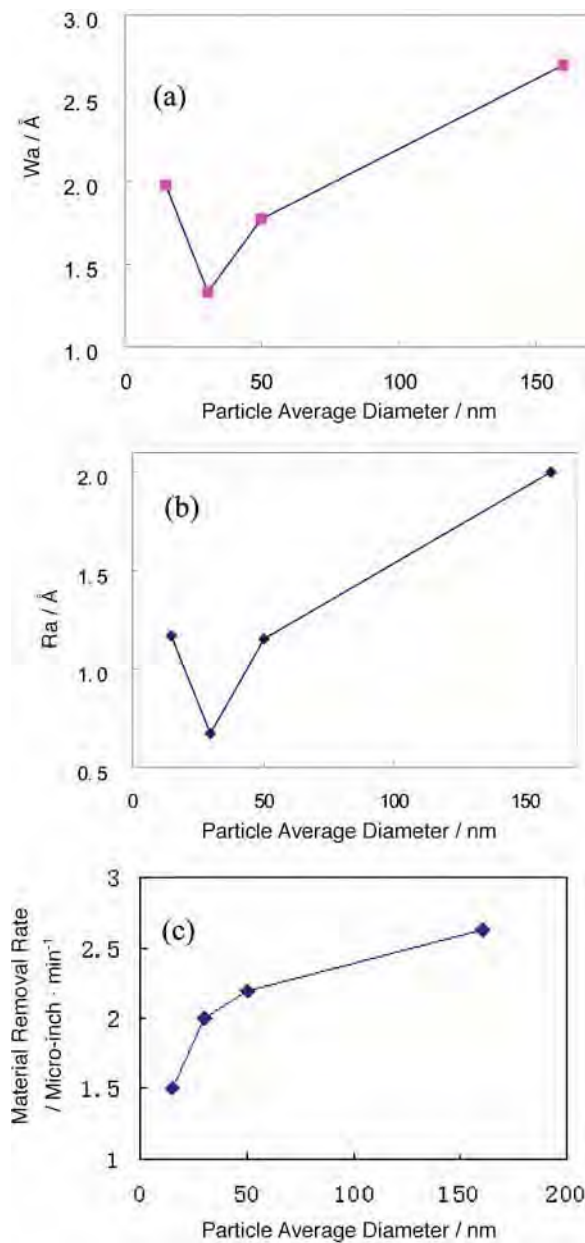 (a)
Wa / Å
3. 0
2. 5
2. 0
1. 5
1. 0
0 50 100 150
Particle Average Diameter / nm
(b)
Ra / Å
2. 0
1. 5
1. 0
0. 5
0 50 100 150
Particle Average Diameter / nm
(c)
Material Removal Rate
/ Micro-inch · min⁻¹
3
2.5
2
1.5
1
0 50 100 150 200
Particle Average Diameter / nm